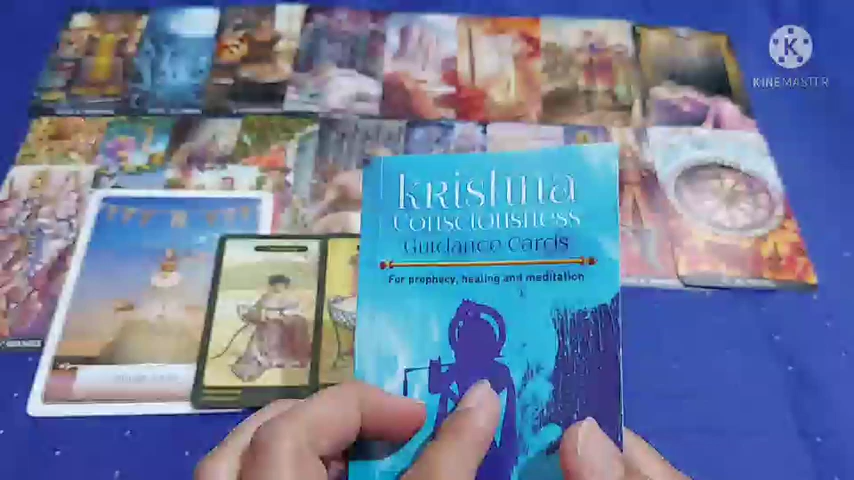 K
KINEMASTER
Krishna
Consciousness
Guidance Cards
For prophecy, healing and meditation